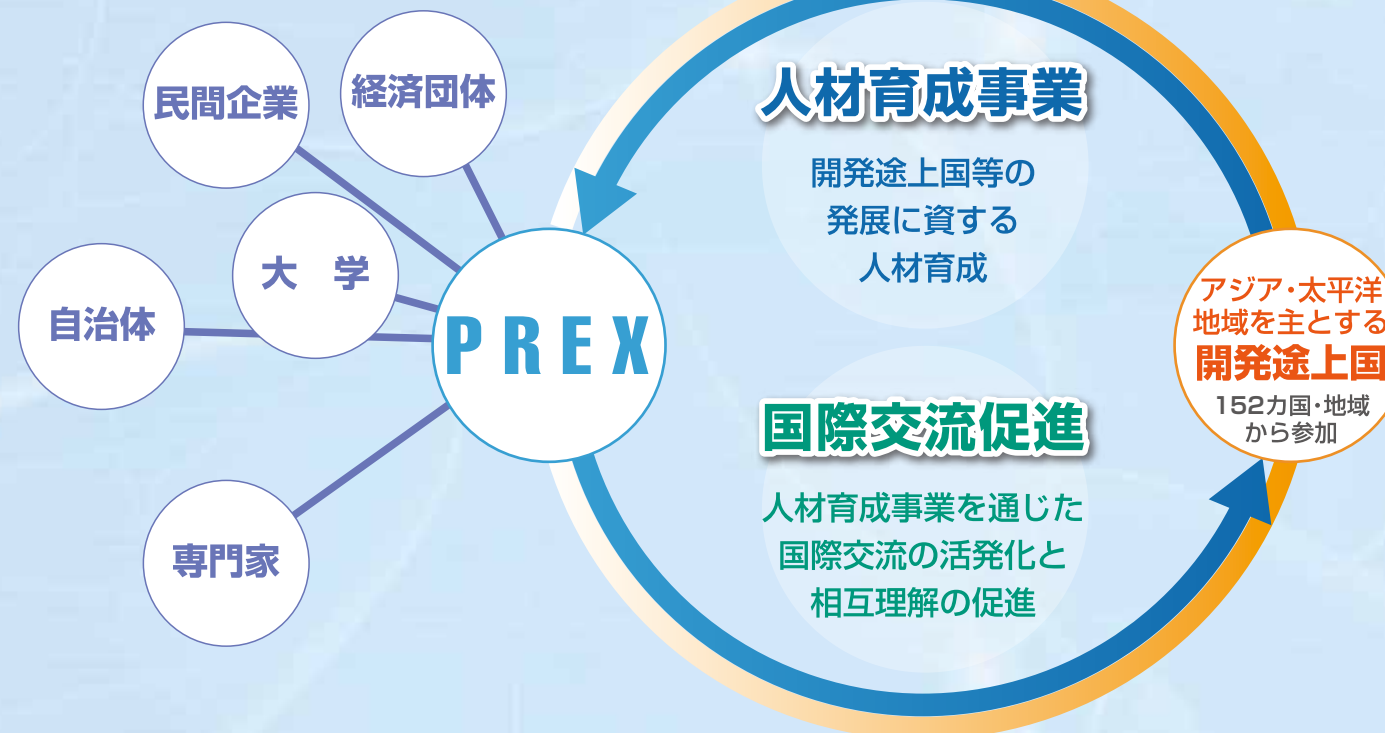 民間企業
経済団体
大 学
自治体
専門家
PREX
人材育成事業
開発途上国等の
発展に資する
人材育成
国際交流促進
人材育成事業を通じた
国際交流の活発化と
相互理解の促進
アジア・太平洋
地域を主とする
開発途上国
152カ国・地域
から参加